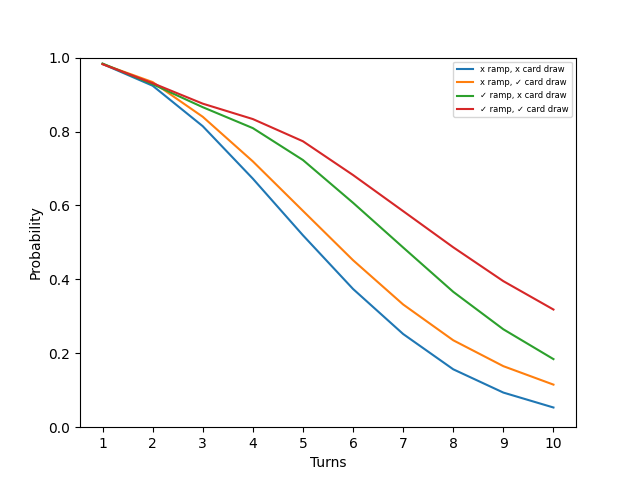 1.0
0.8
0.6
0.4
0.2
0.0
Probability
x ramp, x card draw
x ramp, ✓ card draw
✓ ramp, x card draw
✓ ramp, ✓ card draw
1 2 3 4 5 6 7 8 9 10
Turns